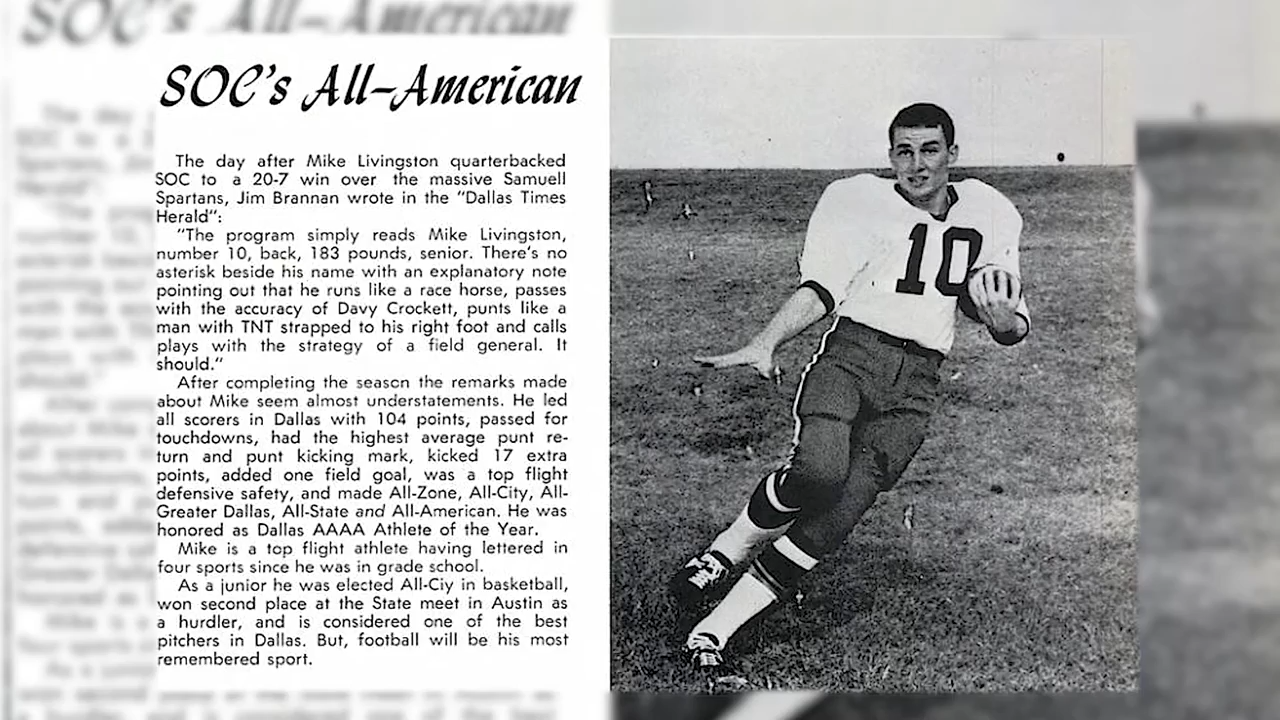 SOC's All-American
The day after Mike Livingston quarterbacked
SOC to a 20-7 win over the massive Samuell
Spartans, Jim Brannan wrote in the "Dallas Times
Herald":
"The program simply reads Mike Livingston,
number 10, back, 183 pounds, senior. There's no
asterisk beside his name with an explanatory note
pointing out that he runs like a race horse, passes
with the accuracy of Davy Crockett, punts like a
man with TNT strapped to his right foot and calls
plays with the strategy of a field general. It
should."
After completing the season the remarks made
about Mike seem almost understatements. He led
all scorers in Dallas with 104 points, passed for
touchdowns, had the highest average punt re-
turn and punt kicking mark, kicked 17 extra
points, added one field goal, was a top flight
defensive safety, and made All-Zone, All-City, All-
Greater Dallas, All-State and All-American. He was
honored as Dallas AAAA Athlete of the Year.
Mike is a top flight athlete having lettered in
four sports since he was in grade school.
As a junior he was elected All-Ciy in basketball,
won second place at the State meet in Austin as
a hurdler, and is considered one of the best
pitchers in Dallas. But, football will be his most
remembered sport.
10